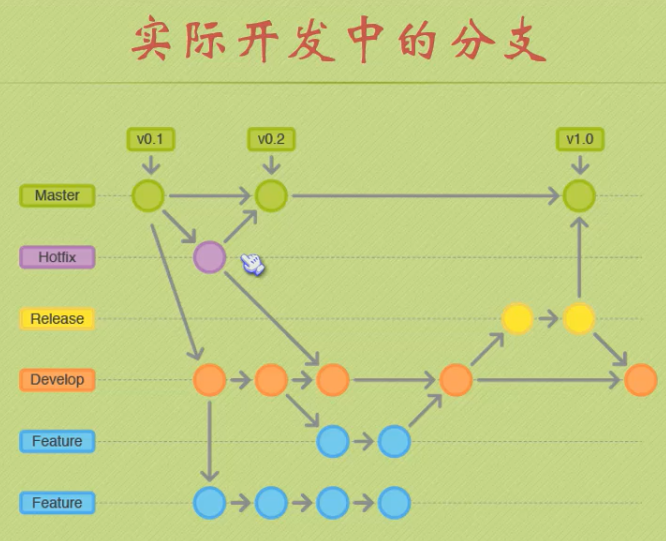 实际开发中的分支
v0.1
v0.2
v1.0
Master
Hotfix
Release
Develop
Feature
Feature